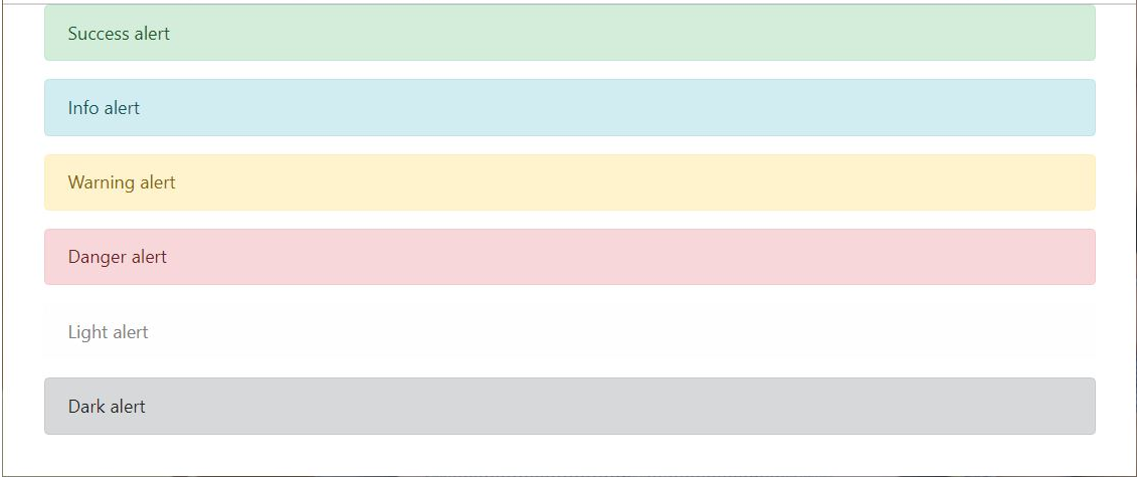 Success alert
Info alert
Warning alert
Danger alert
Light alert
Dark alert